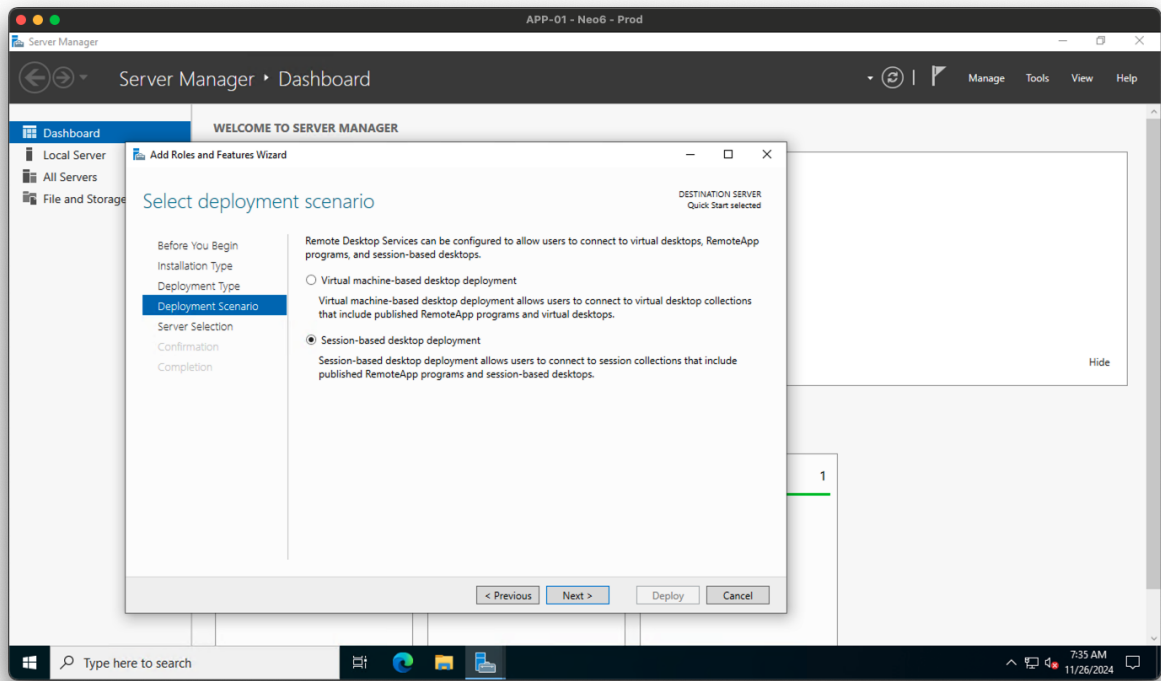 APP-01 - Neo6 - Prod
Server Manager
Server Manager • Dashboard
Manage Tools View Help
Dashboard
Local Server
All Servers
File and Storage
WELCOME TO SERVER MANAGER
Add Roles and Features Wizard
Select deployment scenario
DESTINATION SERVER
Quick Start selected
Before You Begin
Installation Type
Deployment Type
Deployment Scenario
Server Selection
Confirmation
Completion
Remote Desktop Services can be configured to allow users to connect to virtual desktops, RemoteApp
programs, and session-based desktops.
Virtual machine-based desktop deployment
Virtual machine-based desktop deployment allows users to connect to virtual desktop collections
that include published RemoteApp programs and virtual desktops.
Session-based desktop deployment
Session-based desktop deployment allows users to connect to session collections that include
published RemoteApp programs and session-based desktops.
Hide
1
< Previous Next > Deploy Cancel
Type here to search
7:35 AM
11/26/2024